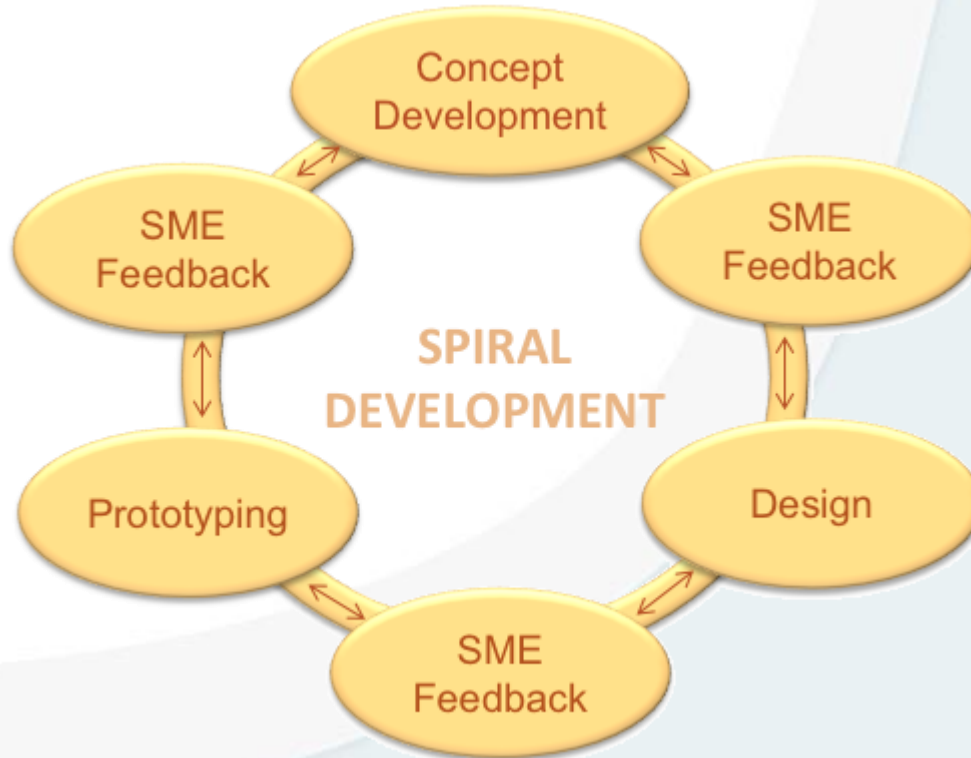 Concept
Development
SME
Feedback
SME
Feedback
SPIRAL
DEVELOPMENT
Prototyping
Design
SME
Feedback